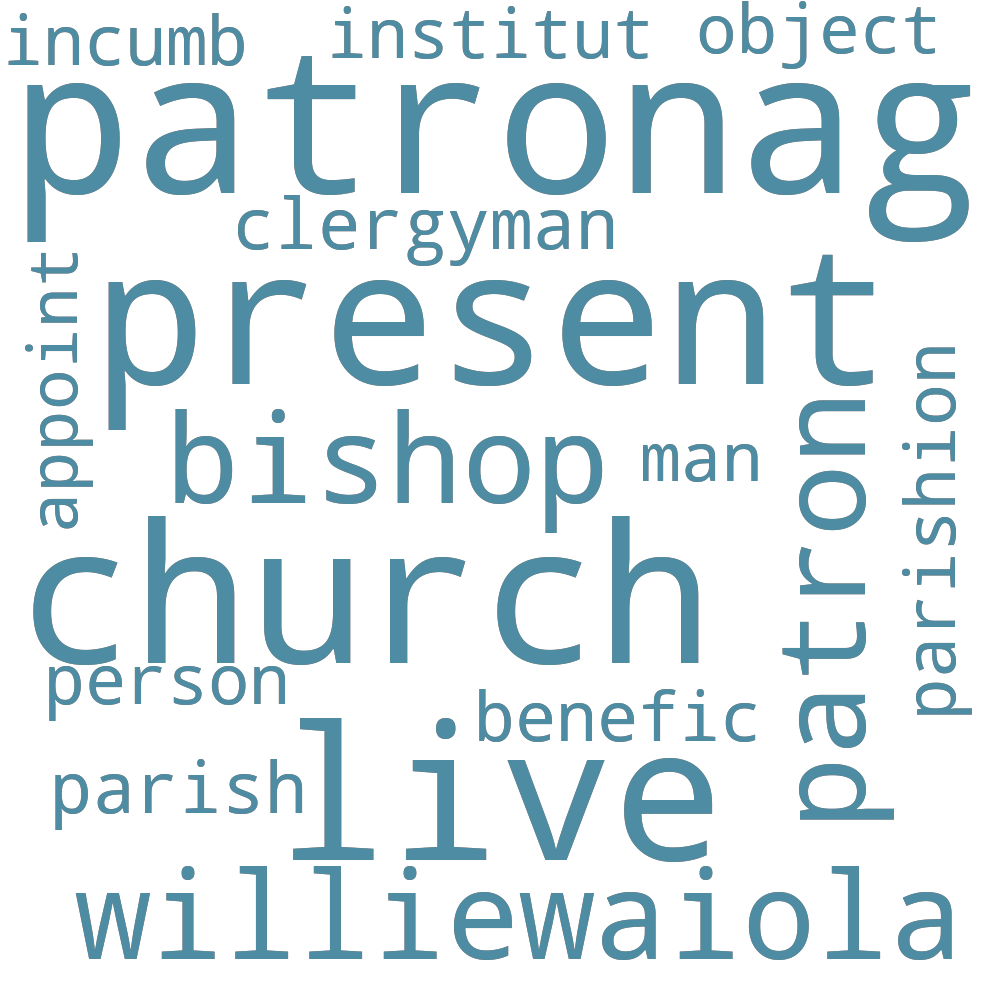 incumb institut object
patronag
clergyman
appoint
present
parishion
bishop man
patron
church
person
benefic
live
parish
williewaiola